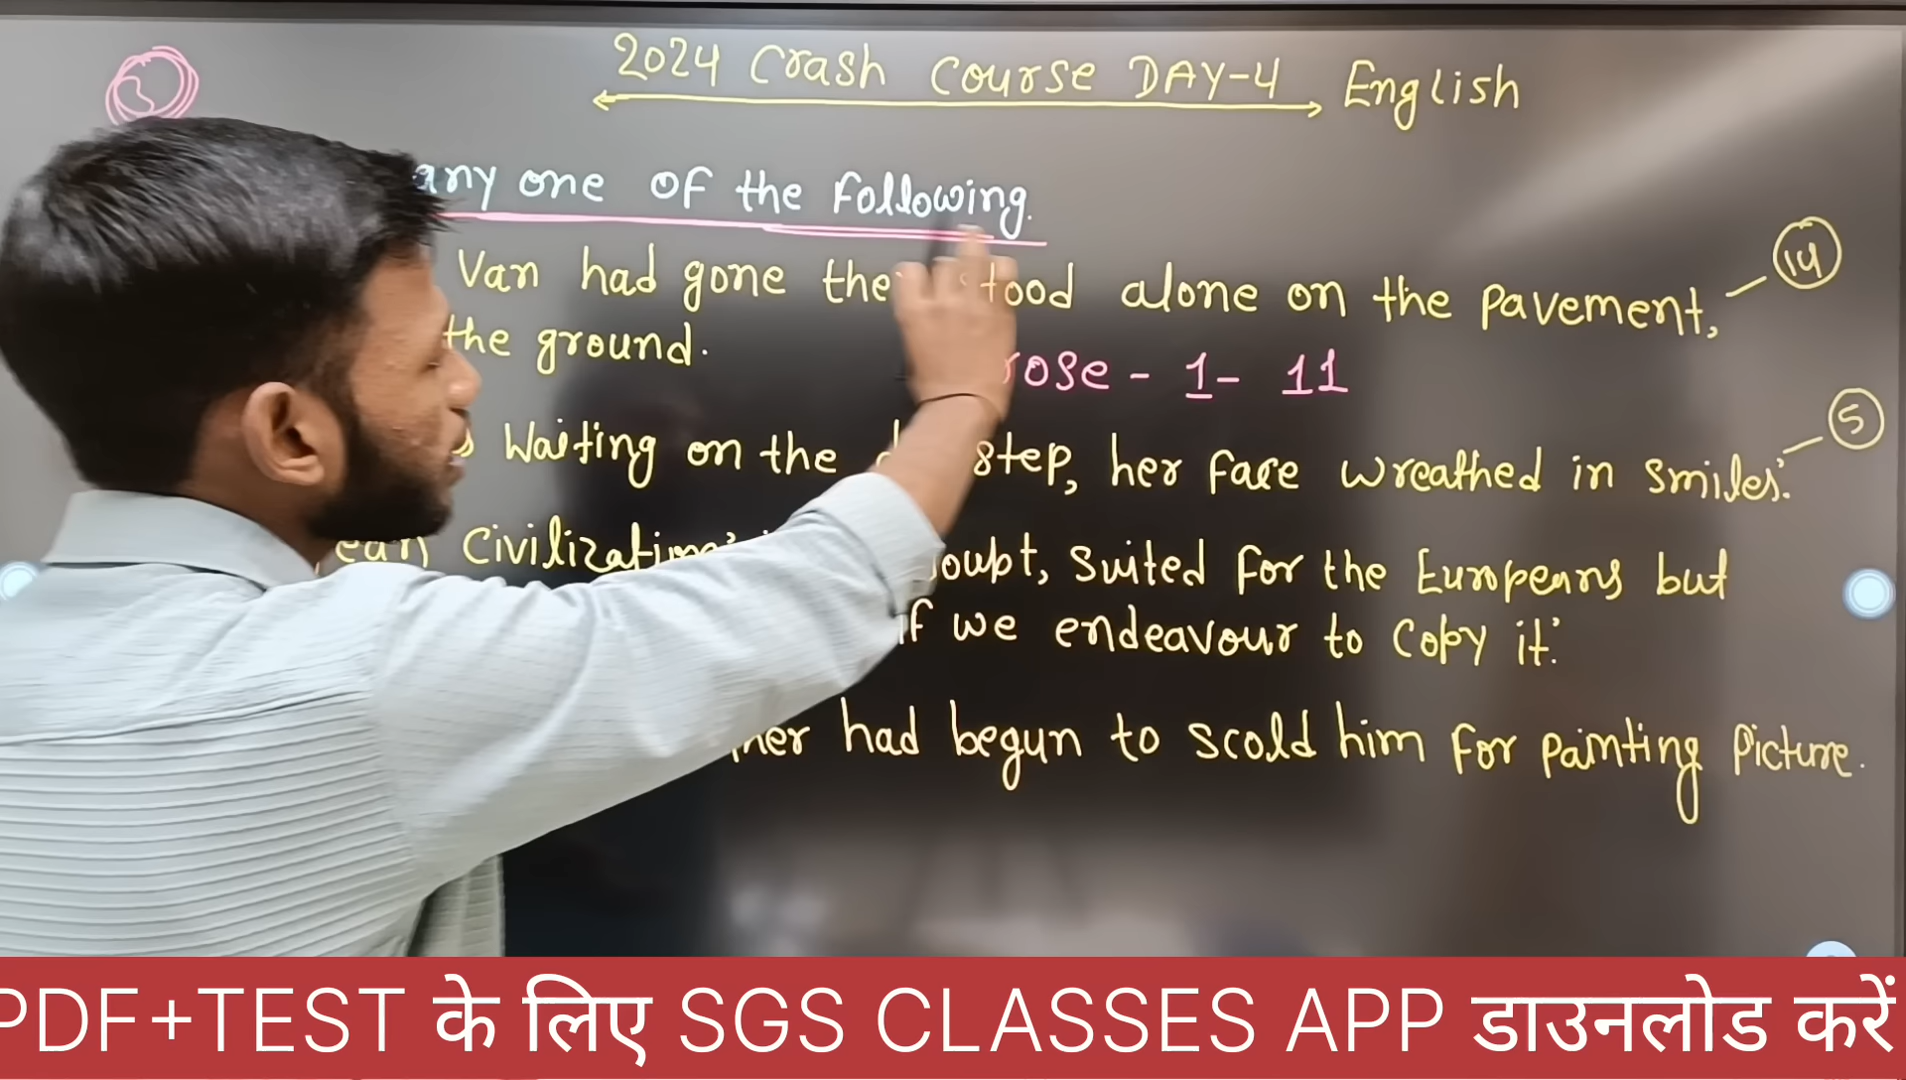 2024 Crash Course DAY-4 English
any one of the following.
Van had gone the stood alone on the pavement, 14
the ground.
rose - 1- 11
Waiting on the step, her face wreathed in smiles. 5
Civilization doubt, suited for the Europeans but
if we endeavour to copy it.
had begun to scold him for painting picture.
PDF+TEST के लिए SGS CLASSES APP डाउनलोड करें